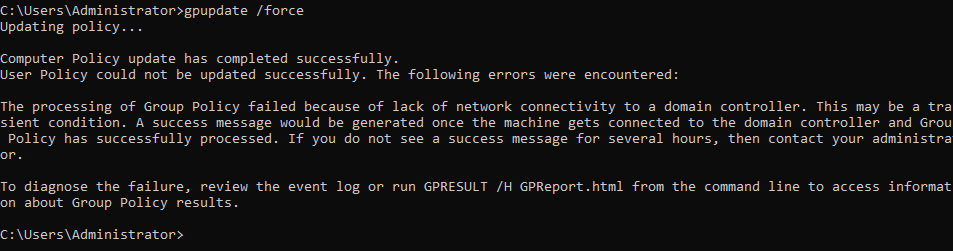 C:\Users\Administrator>gpupdate /force
Updating policy...
Computer Policy update has completed successfully.
User Policy could not be updated successfully. The following errors were encountered:
The processing of Group Policy failed because of lack of network connectivity to a domain controller. This may be a tra
sient condition. A success message would be generated once the machine gets connected to the domain controller and Grou
 Policy has successfully processed. If you do not see a success message for several hours, then contact your administra
or.
To diagnose the failure, review the event log or run GPRESULT /H GPReport.html from the command line to access informat
on about Group Policy results.
C:\Users\Administrator>